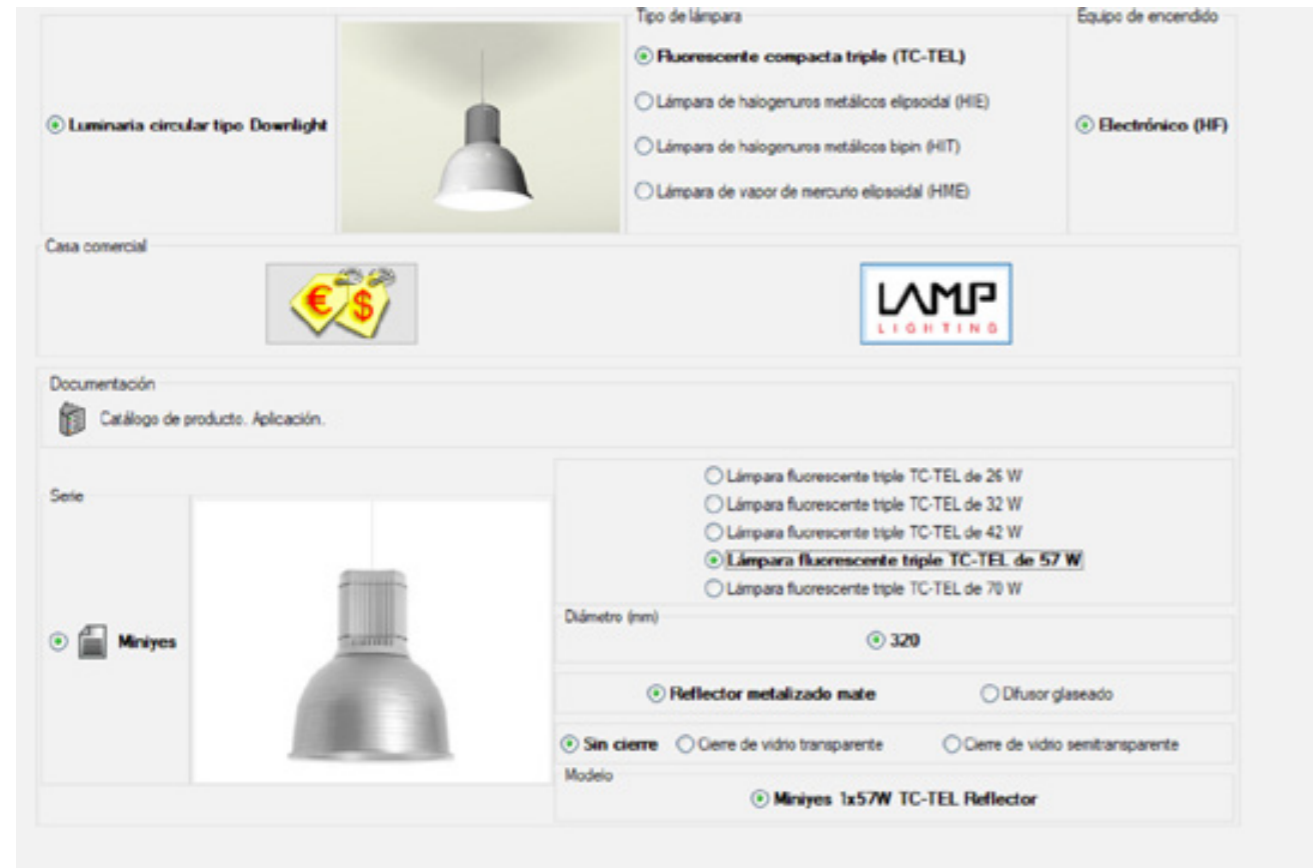 Tipo de lámpara
Equipo de encendido
Luminaria circular tipo Downlight
Fluorescente compacta triple (TC-TEL)
Lámpara de halogenuros metálicos elipsoidal (HIE)
Lámpara de halogenuros metálicos bipin (HIT)
Lámpara de vapor de mercurio elipsoidal (HME)
Electrónico (HF)
Casa comercial
€ $
LAMP
LIGHTING
Documentación
Catálogo de producto. Aplicación.
Serie
Miniyes
Lámpara fluorescente triple TC-TEL de 26 W
Lámpara fluorescente triple TC-TEL de 32 W
Lámpara fluorescente triple TC-TEL de 42 W
Lámpara fluorescente triple TC-TEL de 57 W
Lámpara fluorescente triple TC-TEL de 70 W
Diámetro (mm)
320
Reflector metalizado mate Difusor glaseado
Sin cierre Cierre de vidrio transparente Cierre de vidrio semitransparente
Modelo
Miniyes 1x57W TC-TEL Reflector